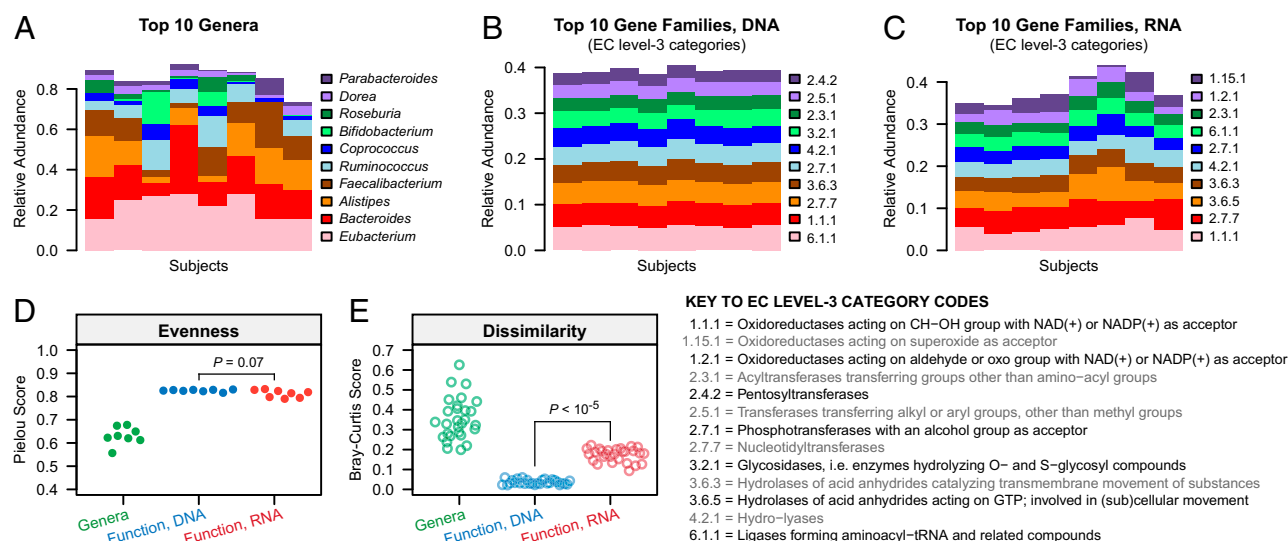 A
Top 10 Genera
Relative Adundance
0.8
0.6
0.4
0.2
0.0
Subjects
Parabacteroides
Dorea
Roseburia
Bifidobacterium
Coprococcus
Ruminococcus
Faecalibacterium
Alistipes
Bacteroides
Eubacterium
B
Top 10 Gene Families, DNA
(EC level-3 categories)
Relative Abundance
0.4
0.3
0.2
0.1
0.0
Subjects
2.4.2
2.5.1
2.3.1
3.2.1
4.2.1
2.7.1
3.6.3
2.7.7
1.1.1
6.1.1
C
Top 10 Gene Families, RNA
(EC level-3 categories)
Relative Abundance
0.4
0.3
0.2
0.1
0.0
Subjects
1.15.1
1.2.1
2.3.1
6.1.1
2.7.1
4.2.1
3.6.3
3.6.5
2.7.7
1.1.1
D
Evenness
Pielou Score
1.0
0.9
0.8
0.7
0.6
0.5
0.4
P = 0.07
Genera
Function, DNA
Function, RNA
E
Dissimilarity
Bray-Curtis Score
0.7
0.6
0.5
0.4
0.3
0.2
0.1
0.0
P < 10-5
Genera
Function, DNA
Function, RNA
KEY TO EC LEVEL-3 CATEGORY CODES
1.1.1 = Oxidoreductases acting on CH−OH group with NAD(+) or NADP(+) as acceptor
1.15.1 = Oxidoreductases acting on superoxide as acceptor
1.2.1 = Oxidoreductases acting on aldehyde or oxo group with NAD(+) or NADP(+) as acceptor
2.3.1 = Acyltransferases transferring groups other than amino−acyl groups
2.4.2 = Pentosyltransferases
2.5.1 = Transferases transferring alkyl or aryl groups, other than methyl groups
2.7.1 = Phosphotransferases with an alcohol group as acceptor
2.7.7 = Nucleotidyltransferases
3.2.1 = Glycosidases, i.e. enzymes hydrolyzing O− and S−glycosyl compounds
3.6.3 = Hydrolases of acid anhydrides catalyzing transmembrane movement of substances
3.6.5 = Hydrolases of acid anhydrides acting on GTP; involved in (sub)cellular movement
4.2.1 = Hydro−lyases
6.1.1 = Ligases forming aminoacyl−tRNA and related compounds